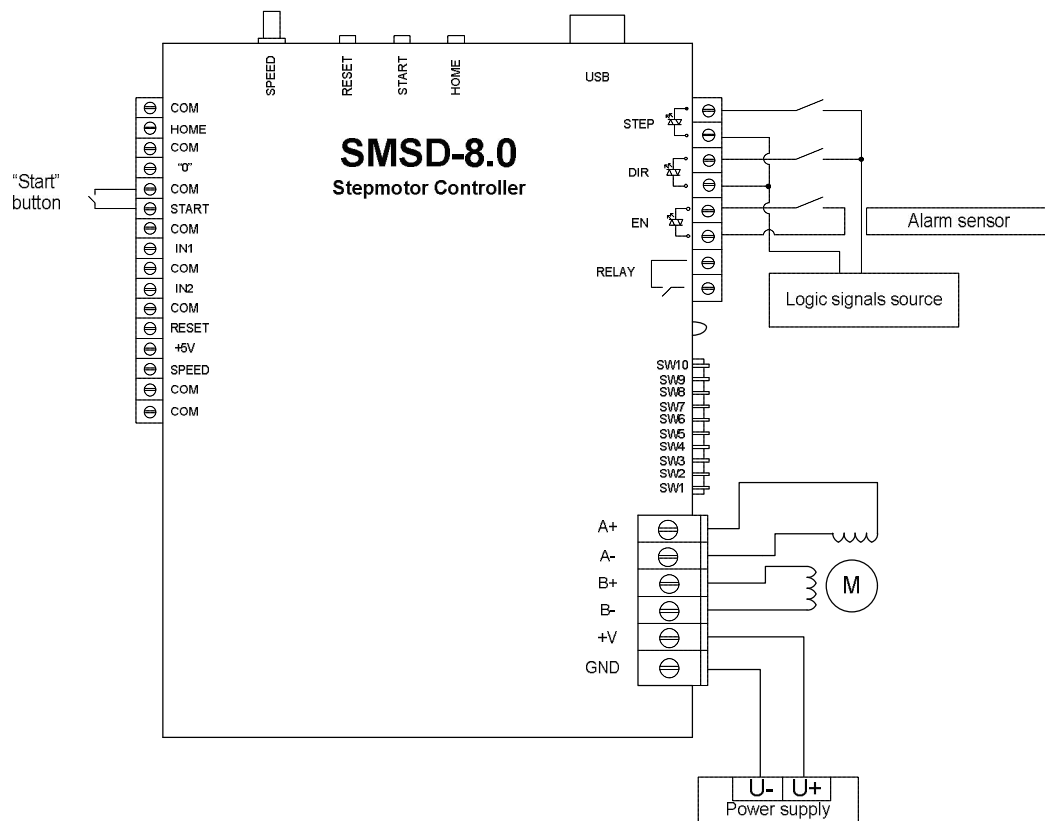 SPEED
RESET
START
HOME
USB
SMSD-8.0
Stepmotor Controller
"Start"
button
COM
HOME
COM
"0"
COM
START
COM
IN1
COM
IN2
COM
RESET
+5V
SPEED
COM
COM
STEP
DIR
EN
RELAY
Alarm sensor
Logic signals source
SW10
SW9
SW8
SW7
SW6
SW5
SW4
SW3
SW2
SW1
A+
A-
B+
B-
+V
GND
M
U- U+
Power supply